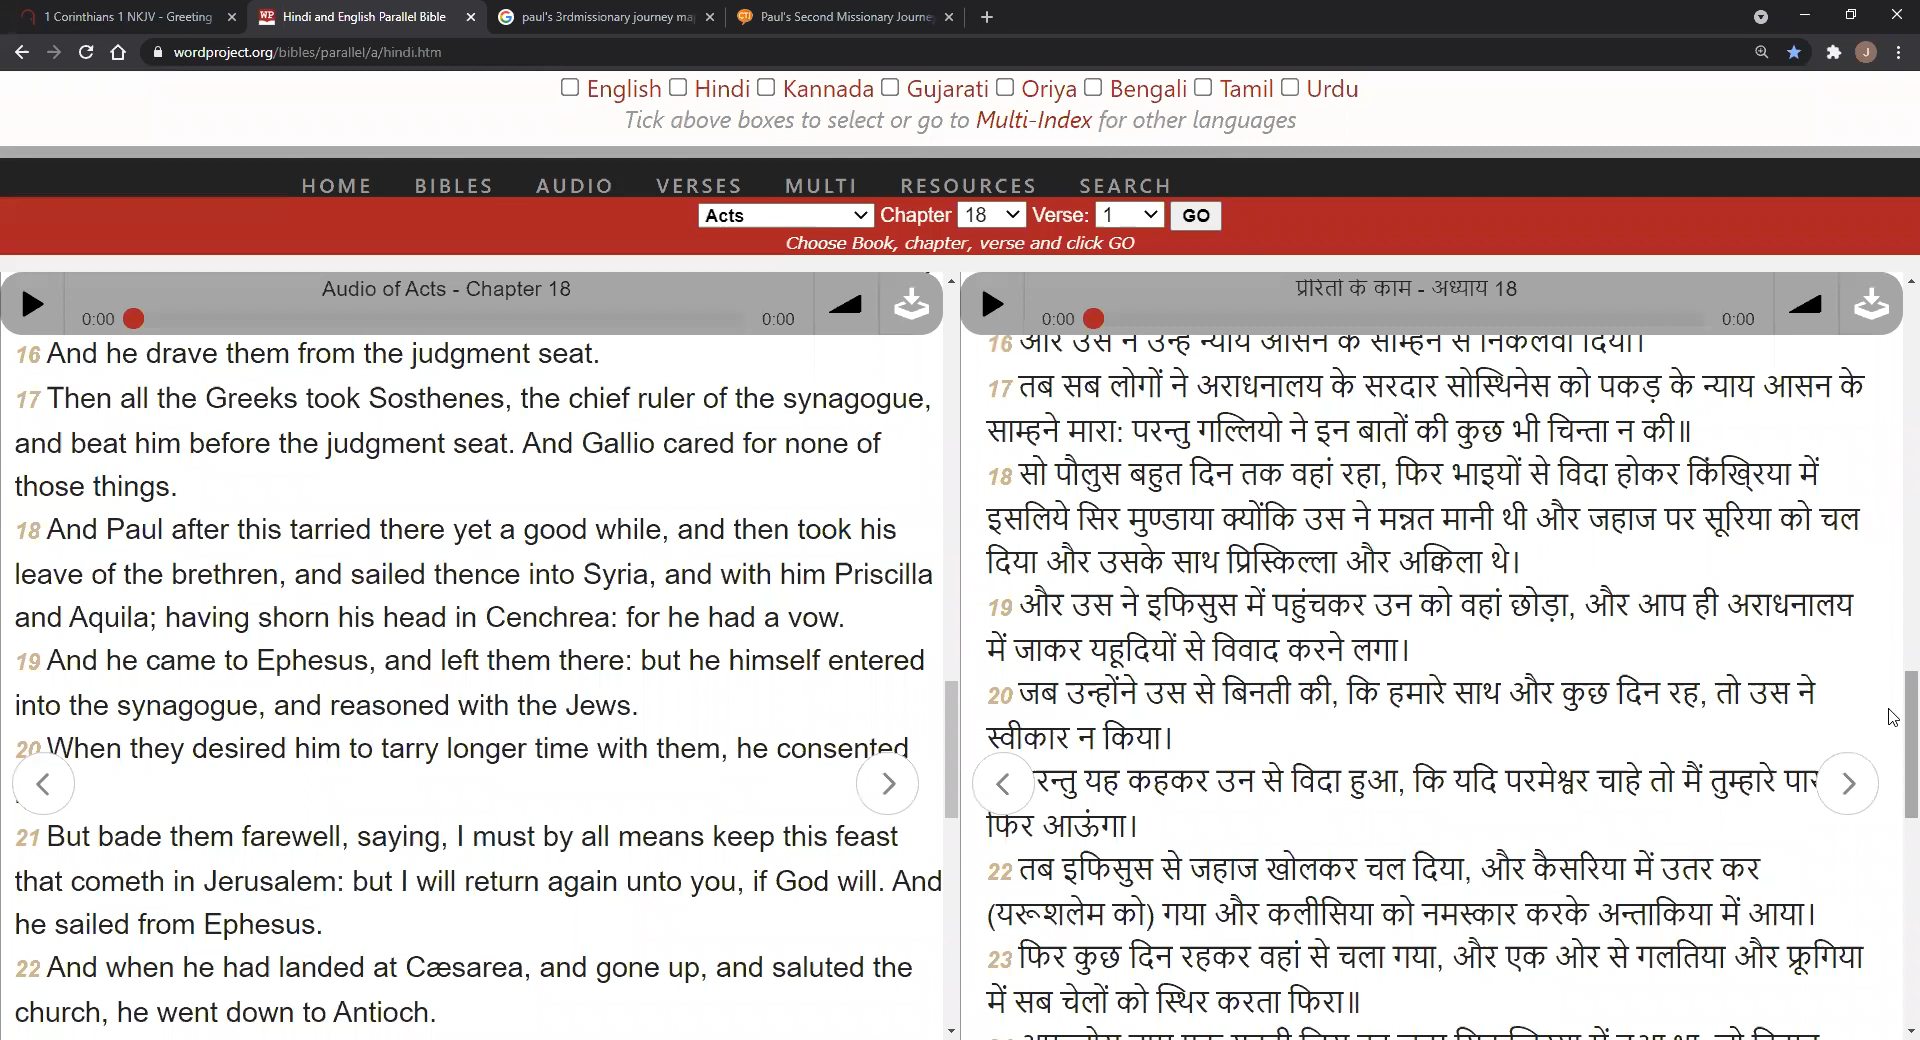 1 Corinthians 1 NKJV - Greeting
Hindi and English Parallel Bible
paul's 3rdmissionary journey ma
Paul's Second Missionary Journe
wordproject.org/bibles/parallel/a/hindi.htm
English Hindi Kannada Gujarati Oriya Bengali Tamil Urdu
Tick above boxes to select or go to Multi-Index for other languages
HOME BIBLES AUDIO VERSES MULTI RESOURCES SEARCH
Acts Chapter 18 Verse: 1 GO
Choose Book, chapter, verse and click GO
Audio of Acts - Chapter 18
0:00 0:00
16 And he drave them from the judgment seat.
17 Then all the Greeks took Sosthenes, the chief ruler of the synagogue,
and beat him before the judgment seat. And Gallio cared for none of
those things.
18 And Paul after this tarried there yet a good while, and then took his
leave of the brethren, and sailed thence into Syria, and with him Priscilla
and Aquila; having shorn his head in Cenchrea: for he had a vow.
19 And he came to Ephesus, and left them there: but he himself entered
into the synagogue, and reasoned with the Jews.
20 When they desired him to tarry longer time with them, he consented
21 But bade them farewell, saying, I must by all means keep this feast
that cometh in Jerusalem: but I will return again unto you, if God will. And
he sailed from Ephesus.
22 And when he had landed at Cæsarea, and gone up, and saluted the
church, he went down to Antioch.
प्रेरितों के काम - अध्याय 18
0:00 0:00
16 और उस ने उन्हें न्याय आसन के साम्हने से निकलवा दिया।
17 तब सब लोगों ने अराधनालय के सरदार सोस्थिनेस को पकड़ के न्याय आसन के
साम्हने मारा: परन्तु गल्लियो ने इन बातों की कुछ भी चिन्ता न की॥
18 सो पौलुस बहुत दिन तक वहां रहा, फिर भाइयों से विदा होकर किंख्रिया में
इसलिये सिर मुण्डाया क्योंकि उस ने मन्नत मानी थी और जहाज पर सूरिया को चल
दिया और उसके साथ प्रिस्किल्ला और अक्विला थे।
19 और उस ने इफिसुस में पहुंचकर उन को वहां छोड़ा, और आप ही अराधनालय
में जाकर यहूदियों से विवाद करने लगा।
20 जब उन्होंने उस से बिनती की, कि हमारे साथ और कुछ दिन रह, तो उस ने
स्वीकार न किया।
यह कहकर उन से विदा हुआ, कि यदि परमेश्वर चाहे तो मैं तुम्हारे
फिर आऊंगा।
22 तब इफिसुस से जहाज खोलकर चल दिया, और कैसरिया में उतर कर
(यरूशलेम को) गया और कलीसिया को नमस्कार करके अन्ताकिया में आया।
23 फिर कुछ दिन रहकर वहां से चला गया, और एक ओर से गलतिया और फ्रूगिया
में सब चेलों को स्थिर करता फिरा॥